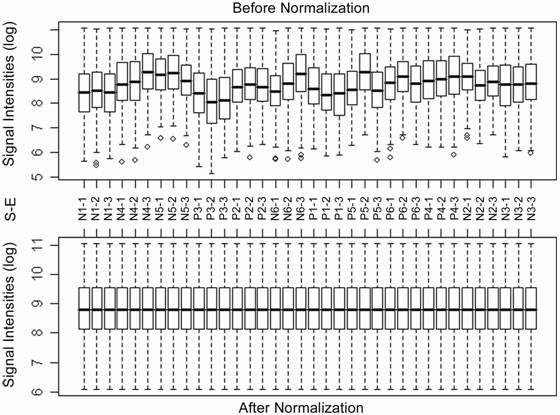 Before Normalization
Signal Intensities (log)
10
9
8
7
6
5
S-E
N1-1 N1-2 N1-3 N4-1 N4-2 N4-3 N5-1 N5-2 N5-3 P3-1 P3-2 P3-3 P2:1 P2:2 P2:3 N6-1 N6-2 N6-3 P1-1 P1-2 P1-3 P5-1 P5-2 P5-3 P6-1 P6-2 P6-3 P4-1 P4-2 P4-3 N2-1 N2-2 N2-3 N3-1 N3-2 N3-3
Signal Intensities (log)
11
10
9
8
7
6
After Normalization